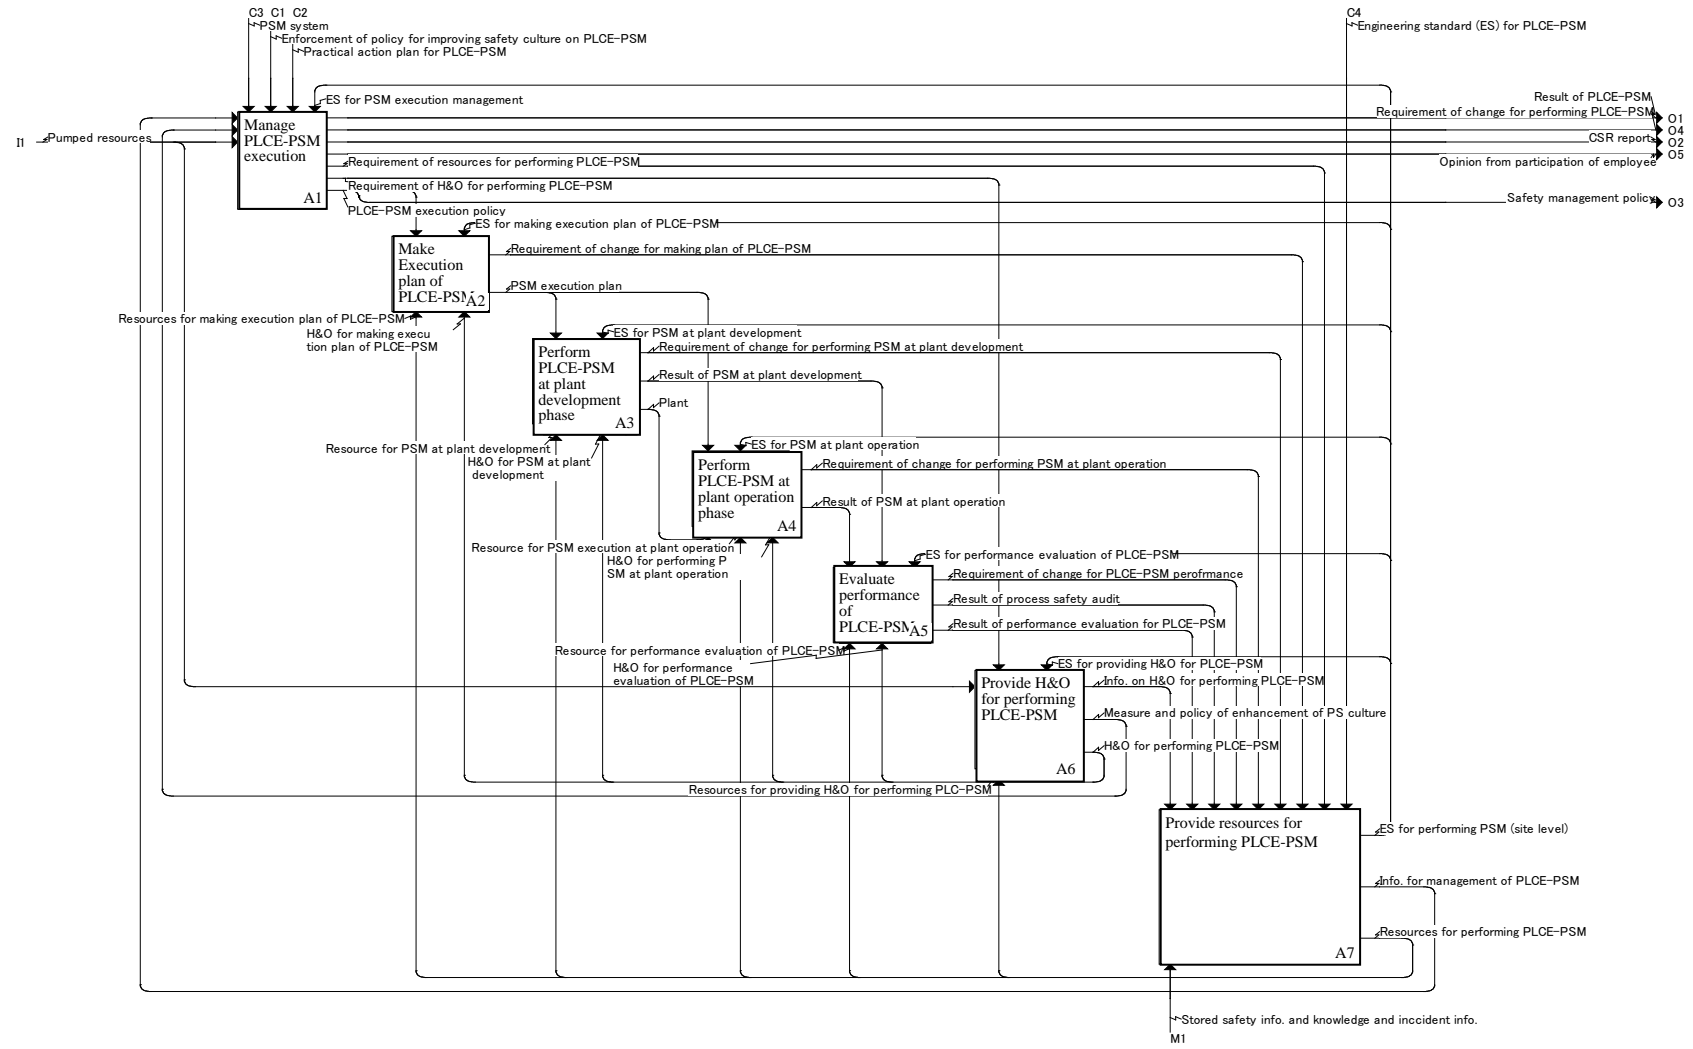 C3 C1 C2
PSM system
Enforcement of policy for improving safety culture on PLCE-PSM
Practical action plan for PLCE-PSM
C4
Engineering standard (ES) for PLCE-PSM
ES for PSM execution management
Result of PLCE-PSM
Requirement of change for performing PLCE-PSM
O1
O4
CSR report
O2
O5
Opinion from participation of employee
Safety management policy
O3
I1
Pumped resources
Manage
PLCE-PSM
execution
A1
Requirement of resources for performing PLCE-PSM
Requirement of H&O for performing PLCE-PSM
PLCE-PSM execution policy
ES for making execution plan of PLCE-PSM
Make
Execution
plan of
PLCE-PSM
A2
Requirement of change for making plan of PLCE-PSM
PSM execution plan
Resources for making execution plan of PLCE-PSM
H&O for making execu
tion plan of PLCE-PSM
ES for PSM at plant development
Perform
PLCE-PSM
at plant
development
phase
A3
Requirement of change for performing PSM at plant development
Result of PSM at plant development
Plant
Resource for PSM at plant development
H&O for PSM at plant
development
ES for PSM at plant operation
Perform
PLCE-PSM at
plant operation
phase
A4
Requirement of change for performing PSM at plant operation
Result of PSM at plant operation
Resource for PSM execution at plant operation
H&O for performing P
SM at plant operation
ES for performance evaluation of PLCE-PSM
Evaluate
performance
of
PLCE-PSM
A5
Requirement of change for PLCE-PSM perofrmance
Result of process safety audit
Result of performance evaluation for PLCE-PSM
Resource for performance evaluation of PLCE-PSM
H&O for performance
evaluation of PLCE-PSM
ES for providing H&O for PLCE-PSM
Provide H&O
for performing
PLCE-PSM
A6
Info. on H&O for performing PLCE-PSM
Measure and policy of enhancement of PS culture
H&O for performing PLCE-PSM
Resources for providing H&O for performing PLC-PSM
Provide resources for
performing PLCE-PSM
A7
ES for performing PSM (site level)
Info. for management of PLCE-PSM
Resources for performing PLCE-PSM
Stored safety info. and knowledge and inccident info.
M1